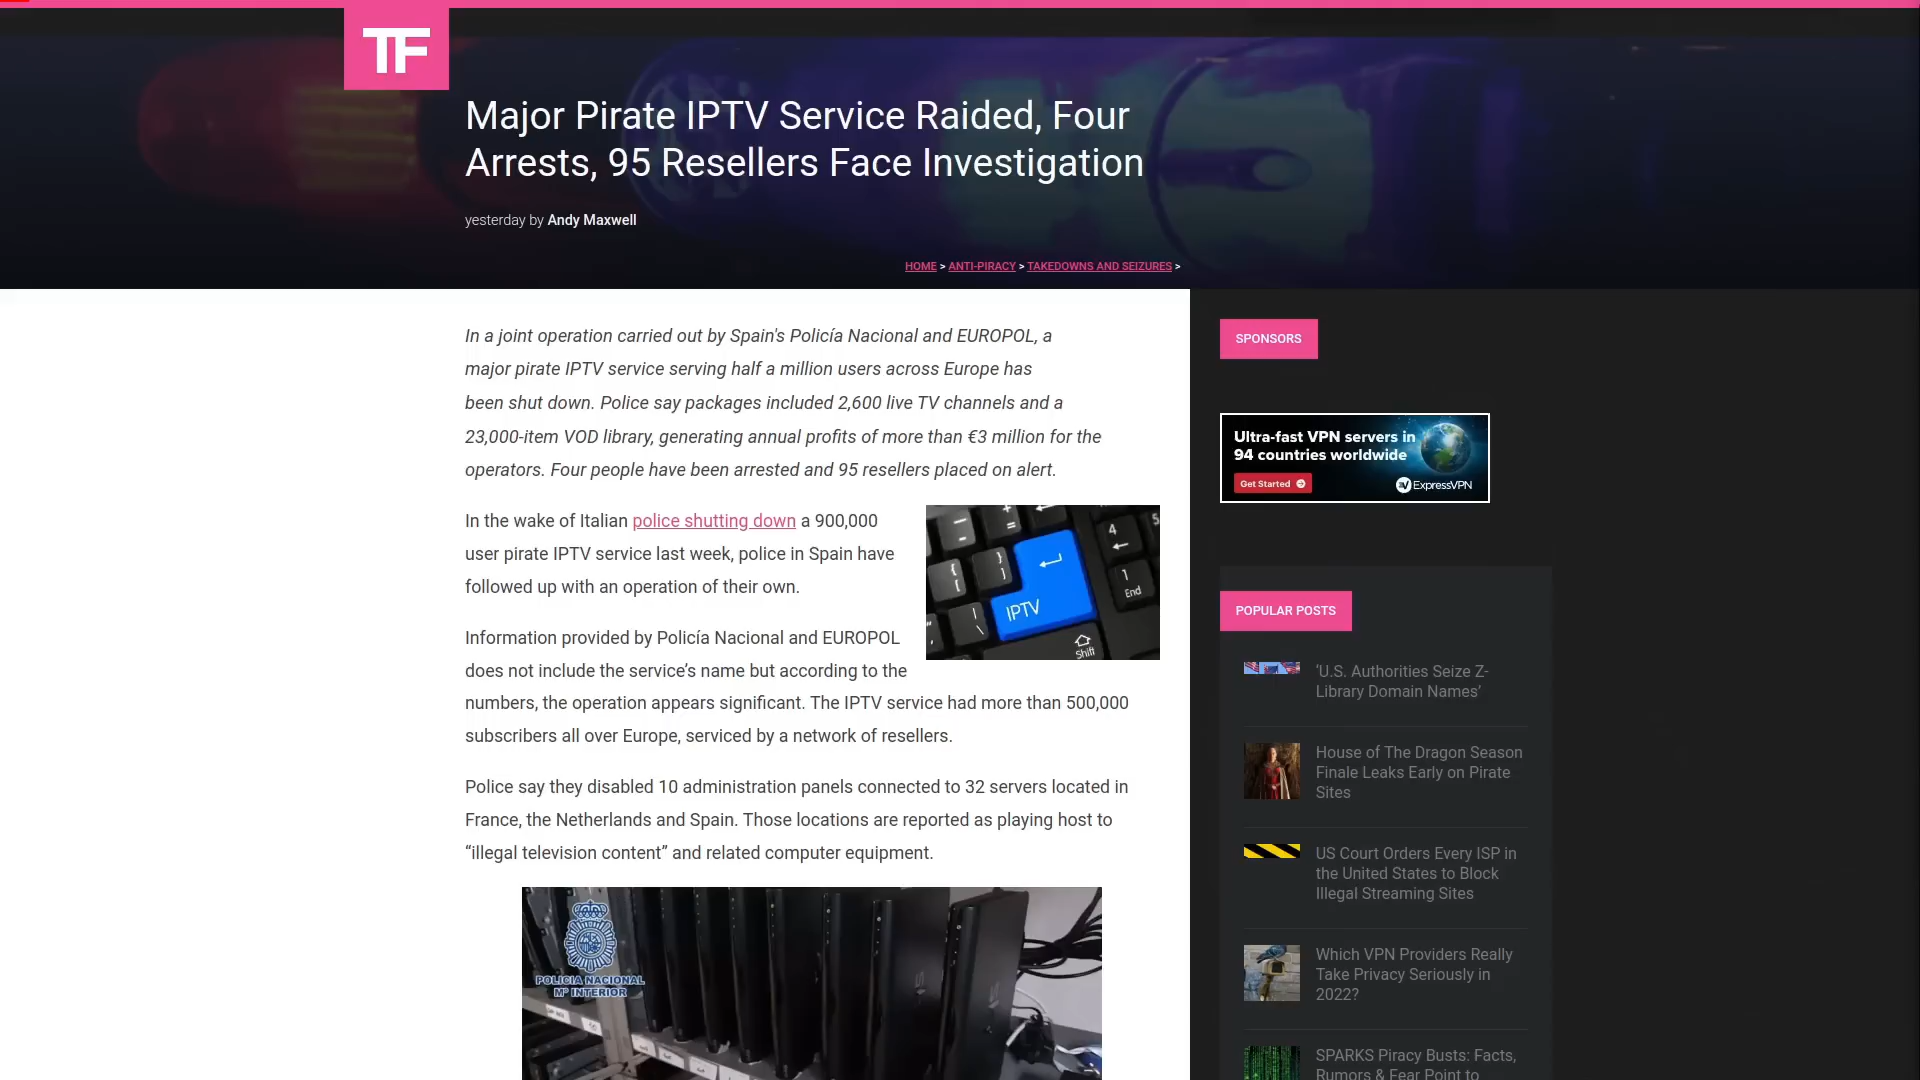 TF
Major Pirate IPTV Service Raided, Four
Arrests, 95 Resellers Face Investigation
yesterday by Andy Maxwell
HOME > ANTI-PIRACY > TAKEDOWNS AND SEIZURES >
In a joint operation carried out by Spain's Policía Nacional and EUROPOL, a
major pirate IPTV service serving half a million users across Europe has
been shut down. Police say packages included 2,600 live TV channels and a
23,000-item VOD library, generating annual profits of more than €3 million for the
operators. Four people have been arrested and 95 resellers placed on alert.
In the wake of Italian police shutting down a 900,000
user pirate IPTV service last week, police in Spain have
followed up with an operation of their own.
IPTV
Shift
End
Information provided by Policía Nacional and EUROPOL
does not include the service’s name but according to the
numbers, the operation appears significant. The IPTV service had more than 500,000
subscribers all over Europe, serviced by a network of resellers.
Police say they disabled 10 administration panels connected to 32 servers located in
France, the Netherlands and Spain. Those locations are reported as playing host to
“illegal television content” and related computer equipment.
POLICIA NACIONAL
Mº INTERIOR
SPONSORS
Ultra-fast VPN servers in
94 countries worldwide
Get Started
ExpressVPN
POPULAR POSTS
‘U.S. Authorities Seize Z-
Library Domain Names’
House of The Dragon Season
Finale Leaks Early on Pirate
Sites
US Court Orders Every ISP in
the United States to Block
Illegal Streaming Sites
Which VPN Providers Really
Take Privacy Seriously in
2022?
SPARKS Piracy Busts: Facts,
Rumors & Fear Point to